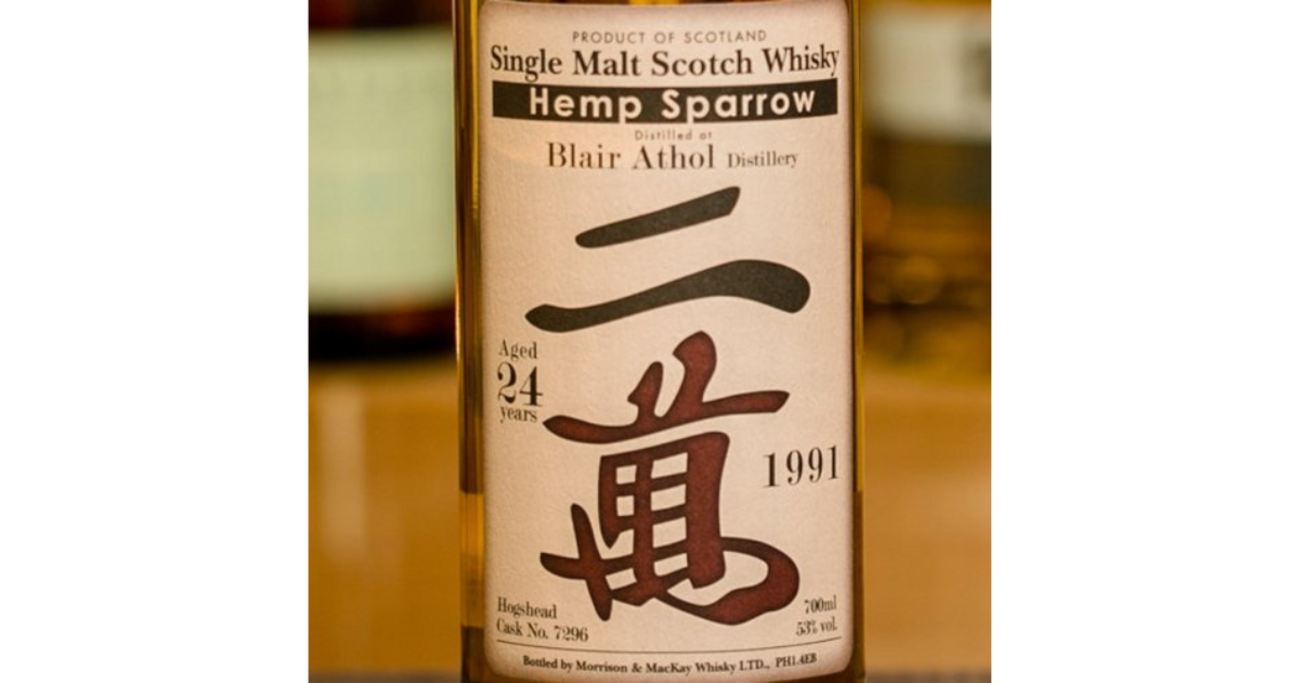 PRODUCT OF SCOTLAND
Single Malt Scotch Whisky
Hemp Sparrow
Distilled at
Blair Athol Distillery
二
萬
Aged
24
years
1991
Hogshead
Cask No. 7296
700ml
53% vol.
Bottled by Morrison & MacKay Whisky LTD., PH1.4EB